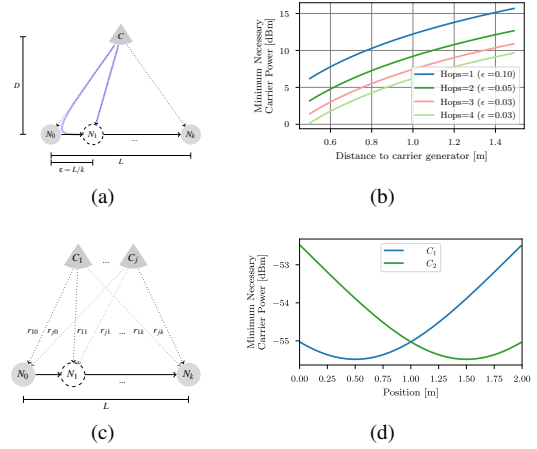 C
D
N0
N1
Nk
...
L
ε=L/k
(a)
Minimum Necessary
Carrier Power [dBm]
15
10
5
0
Hops=1 (ϵ=0.10)
Hops=2 (ϵ=0.05)
Hops=3 (ϵ=0.03)
Hops=4 (ϵ=0.03)
0.6 0.8 1.0 1.2 1.4
Distance to carrier generator [m]
(b)
C1 ... Cj
r10 rj0 r11 rj1 ... r1k rjk
N0 N1 Nk
...
L
(c)
Minimum Necessary
Carrier Power [dBm]
C1
C2
−53
−54
−55
0.00 0.25 0.50 0.75 1.00 1.25 1.50 1.75 2.00
Position [m]
(d)